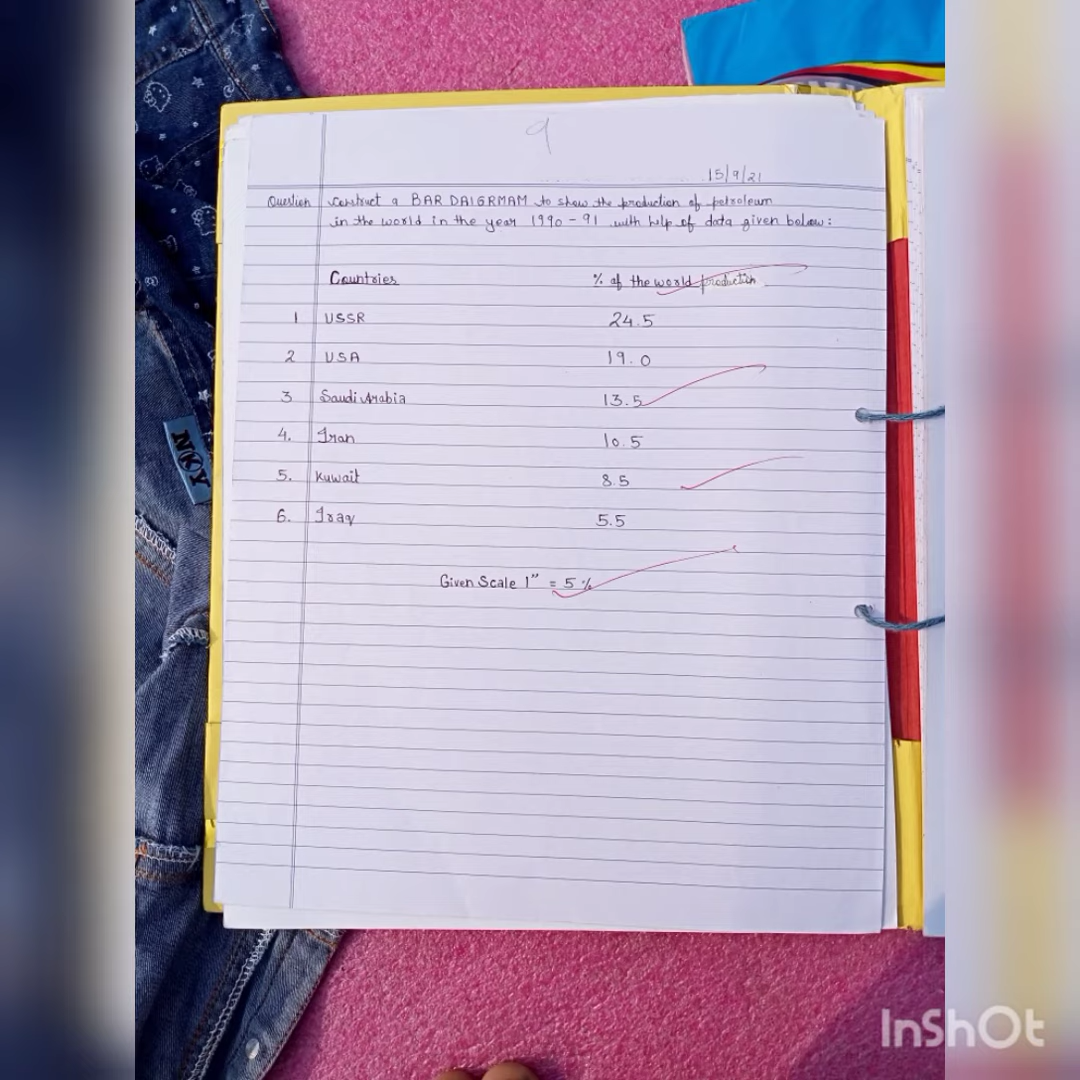 9
15/9/21
Question Construct a BAR DAIGRMAM to show the production of petroleum
in the world in the year 1990-91 with help of data given below:
Countries % of the world production
1 USSR 24.5
2 USA 19.0
3 Saudi Arabia 13.5
4. Iran 10.5
5. Kuwait 8.5
6. Iraq 5.5
Given Scale 1" = 5%
NKY
InShOt